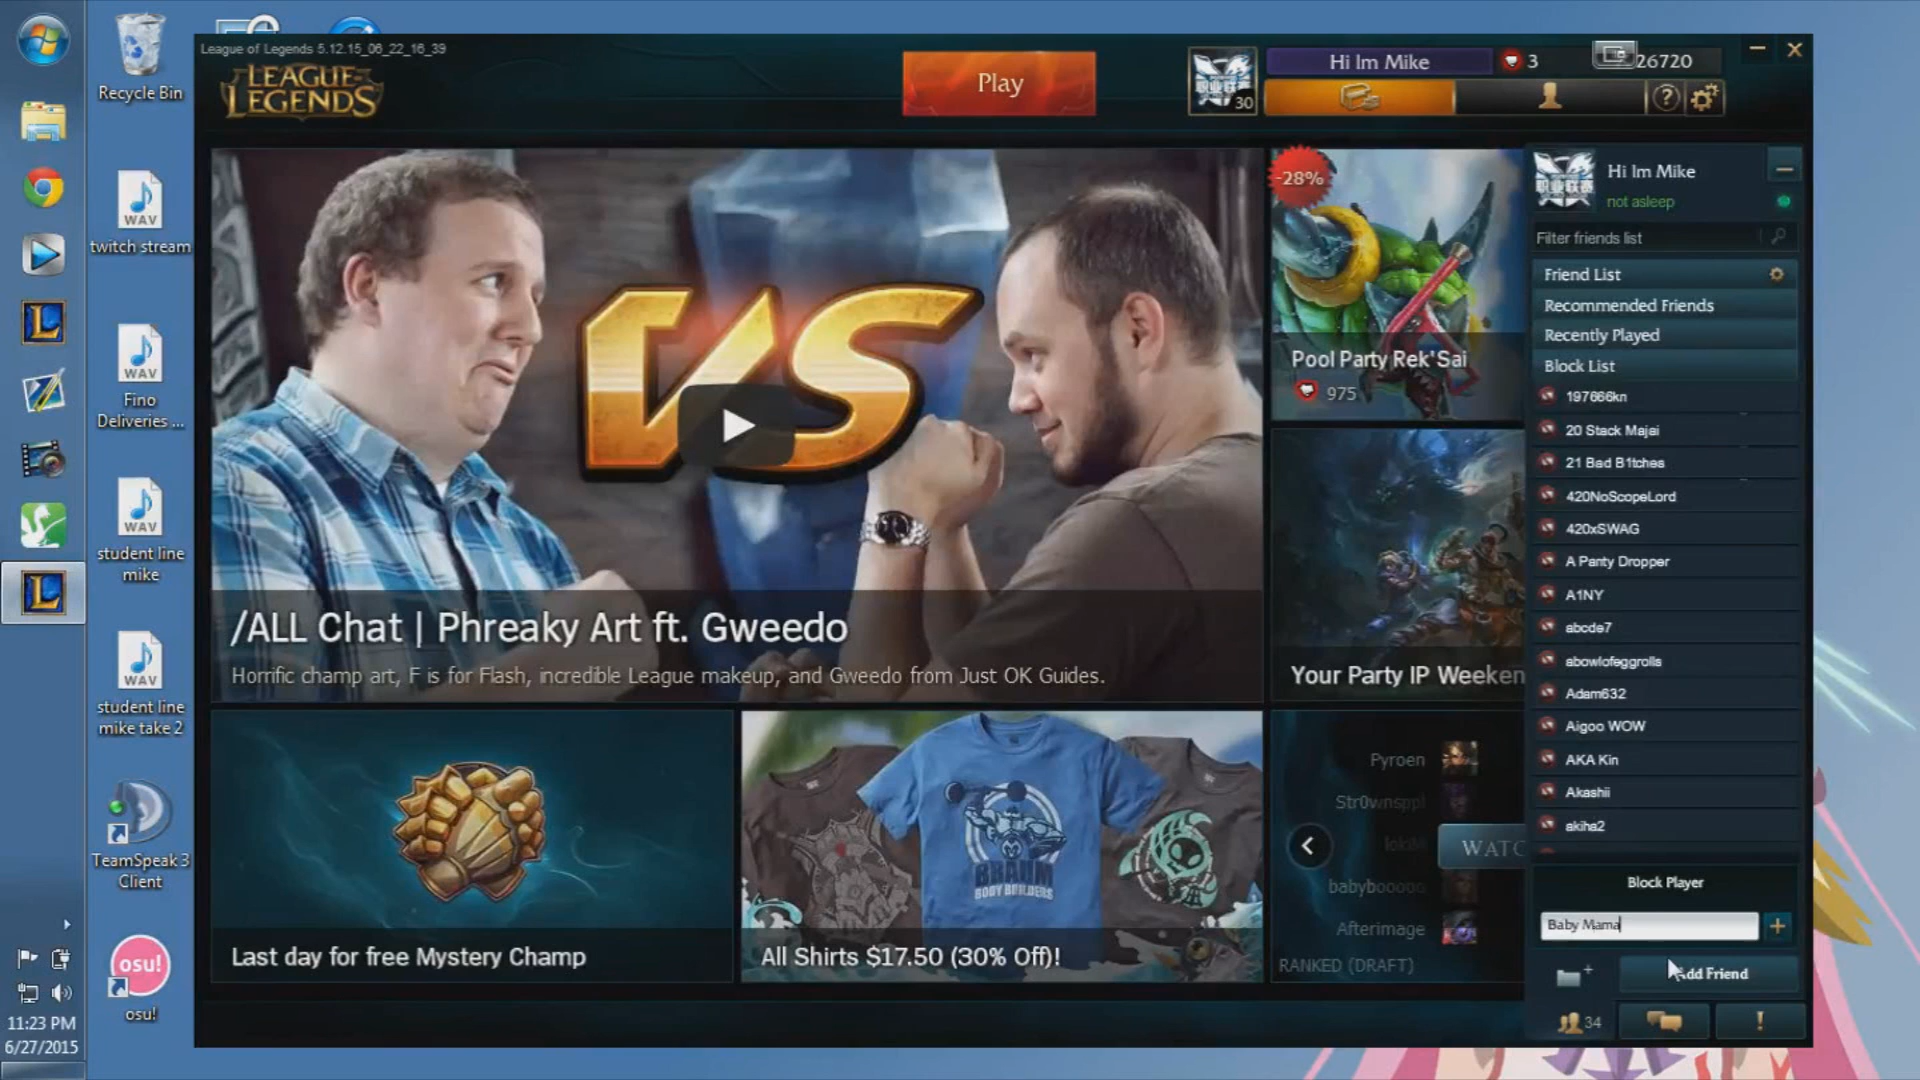 Recycle Bin
WAV
twitch stream
WAV
Fino
Deliveries ...
WAV
student line
mike
WAV
student line
mike take 2
TeamSpeak 3
Client
osu!
osu!
11:23 PM
6/27/2015
League of Legends 5.12.15_06_22_16_39
LEAGUE OF
LEGENDS
Play
30
Hi Im Mike
3
26720
?
VS
/ALL Chat | Phreaky Art ft. Gweedo
Horrific champ art, F is for Flash, incredible League makeup, and Gweedo from Just OK Guides.
-28%
Pool Party Rek'Sai
975
Your Party IP Weeken
Last day for free Mystery Champ
BRAUM
BODY BUILDERS
All Shirts $17.50 (30% Off)!
Pyroen
Str0wnsppl
babybooooo
Afterimage
WATC
RANKED (DRAFT)
Hi Im Mike
not asleep
Filter friends list
Friend List
Recommended Friends
Recently Played
Block List
197666kn
20 Stack Majai
21 Bad B1tches
420NoScopeLord
420xSWAG
A Panty Dropper
A1NY
abcde7
abowlofeggrolls
Adam632
Aigoo WOW
AKA Kin
Akashii
akiha2
Block Player
Baby Mama
+
Add Friend
34
!